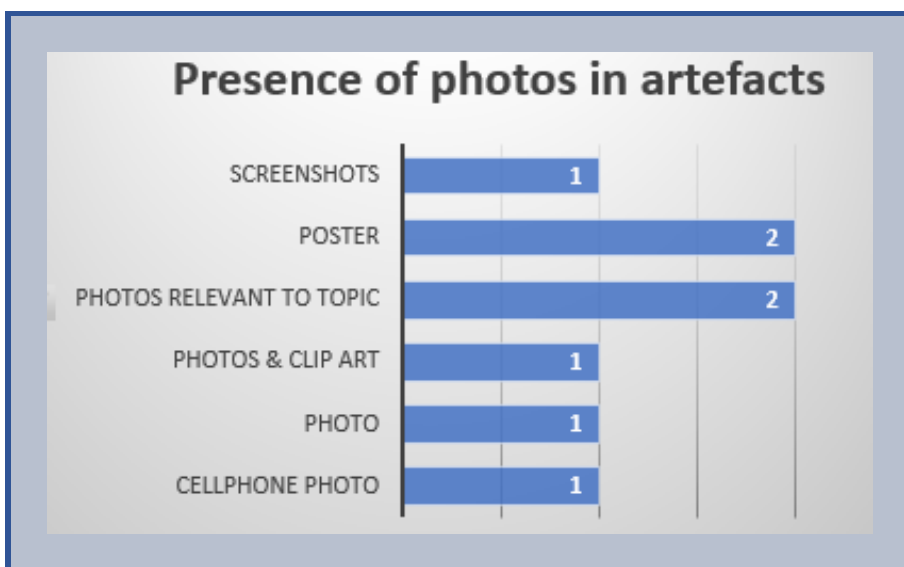 Presence of photos in artefacts
SCREENSHOTS 1
POSTER 2
PHOTOS RELEVANT TO TOPIC 2
PHOTOS & CLIP ART 1
PHOTO 1
CELLPHONE PHOTO 1